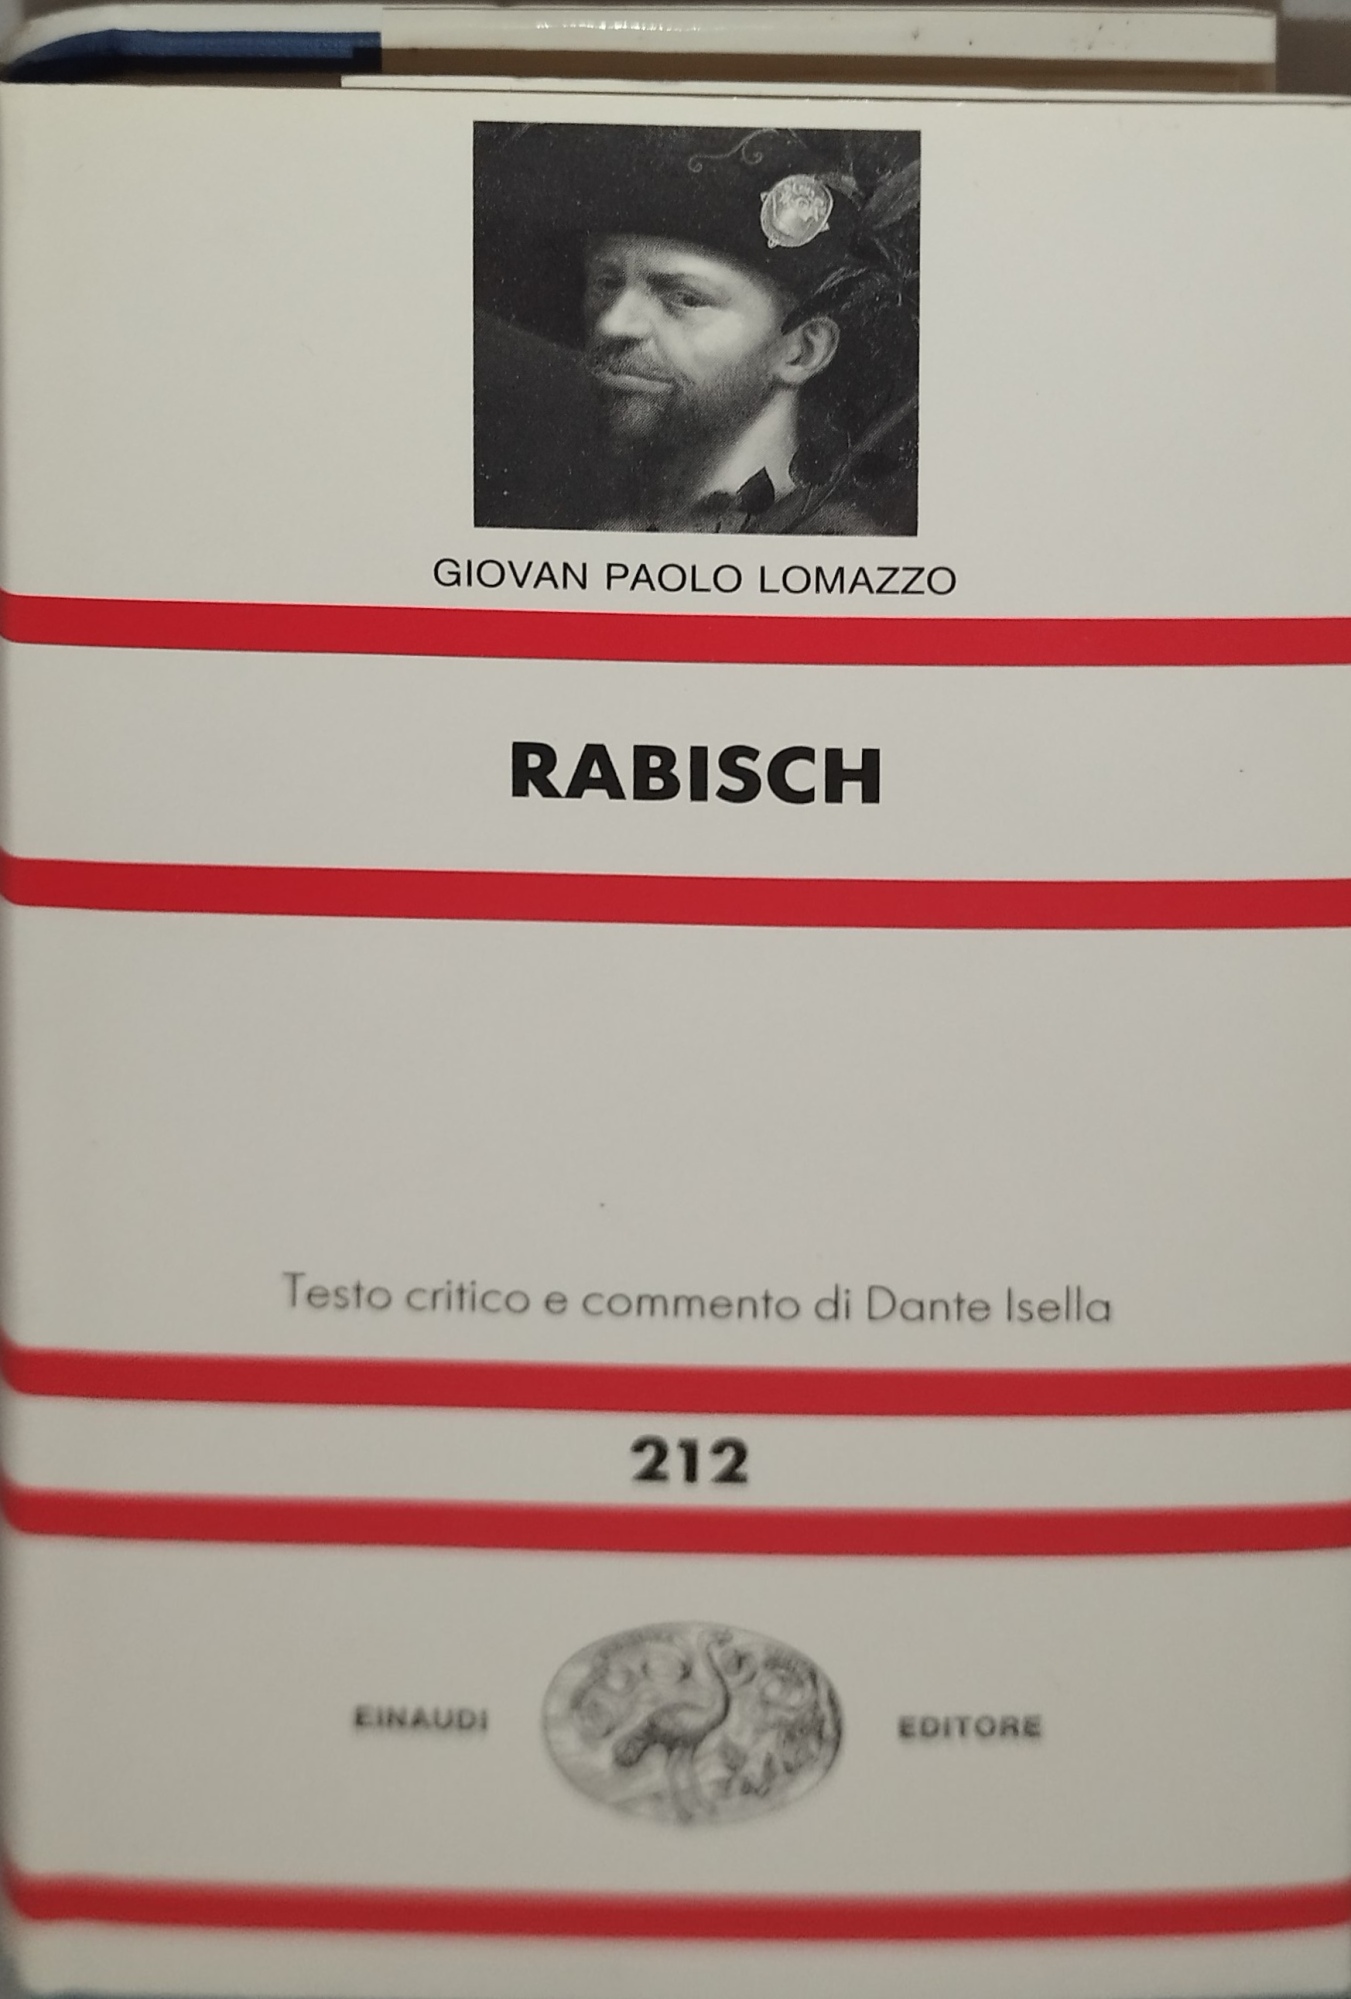 GIOVAN PAOLO LOMAZZO
RABISCH
Testo critico e commento di Dante Isella
212
EINAUDI EDITORE